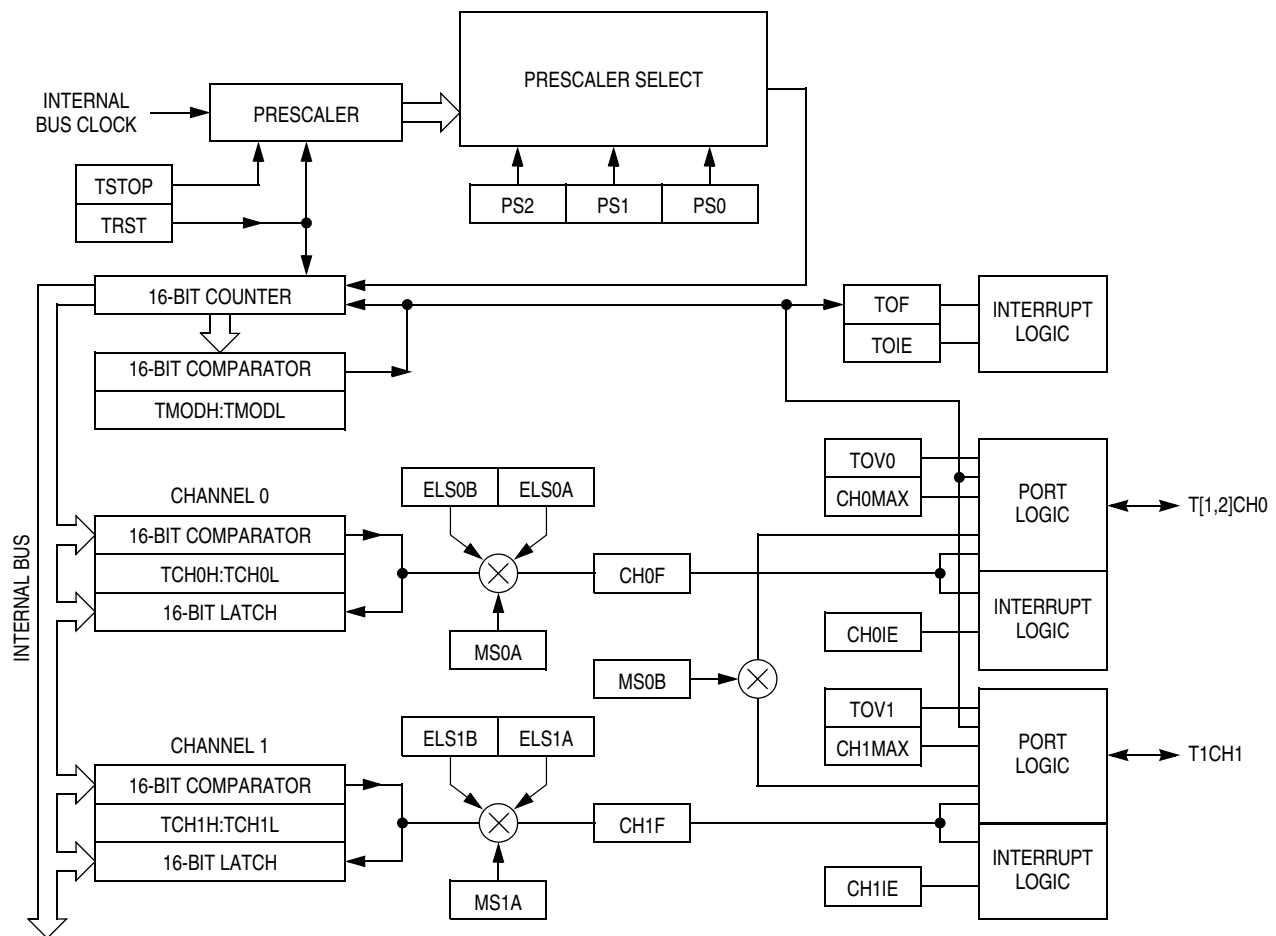 PRESCALER SELECT
INTERNAL
BUS CLOCK
PRESCALER
TSTOP
TRST
PS2
PS1
PS0
16-BIT COUNTER
16-BIT COMPARATOR
TMODH:TMODL
TOF
TOIE
INTERRUPT
LOGIC
INTERNAL BUS
CHANNEL 0
16-BIT COMPARATOR
TCH0H:TCH0L
16-BIT LATCH
ELS0B
ELS0A
MS0A
CH0F
TOV0
CH0MAX
PORT
LOGIC
T[1,2]CH0
CH0IE
INTERRUPT
LOGIC
MS0B
CHANNEL 1
16-BIT COMPARATOR
TCH1H:TCH1L
16-BIT LATCH
ELS1B
ELS1A
MS1A
CH1F
TOV1
CH1MAX
PORT
LOGIC
T1CH1
CH1IE
INTERRUPT
LOGIC